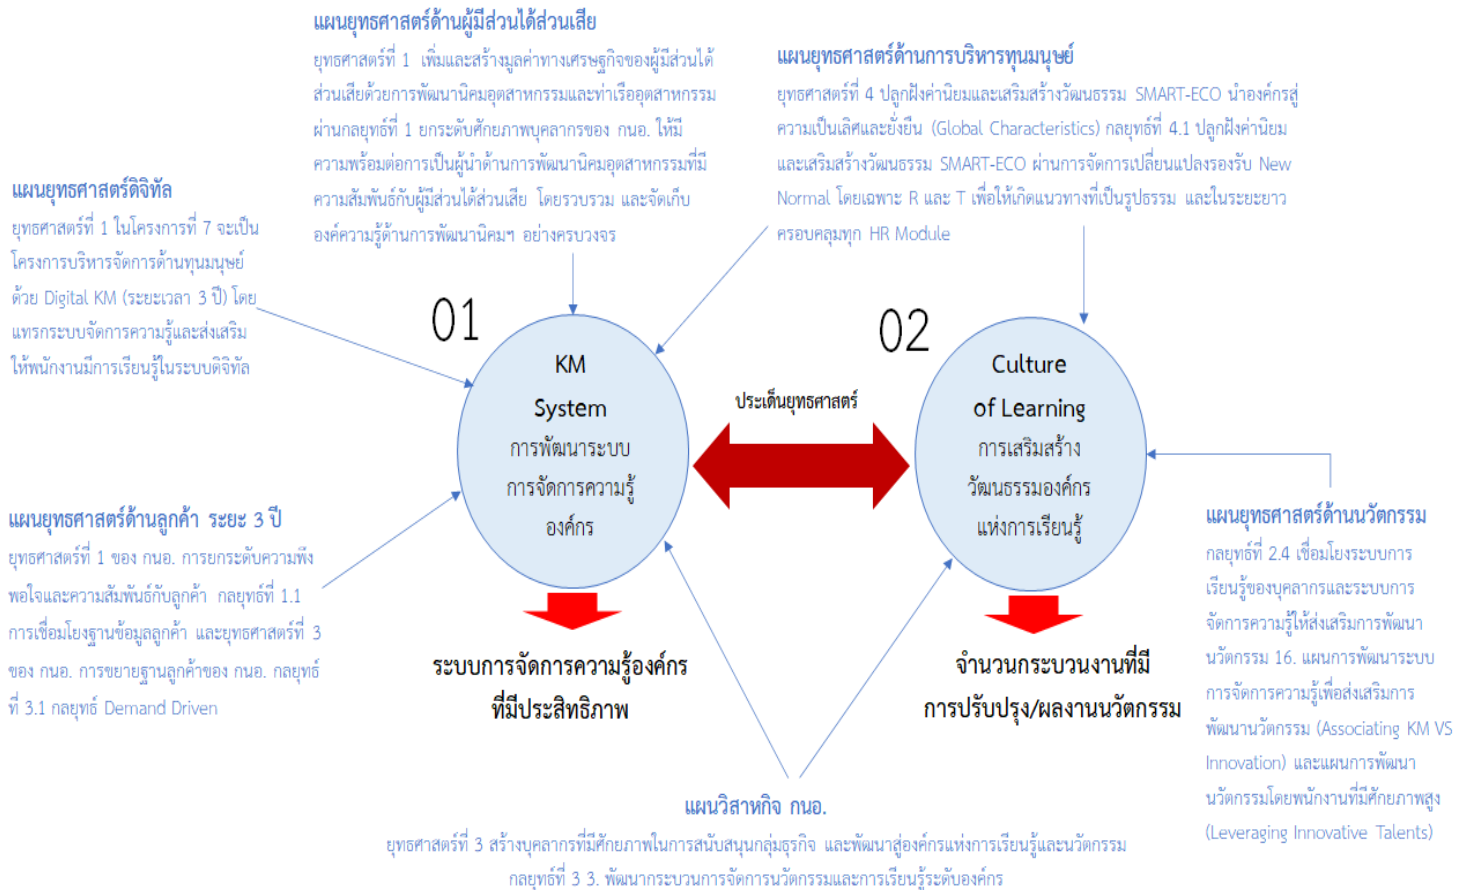 แผนยุทธศาสตร์ด้านผู้มีส่วนได้ส่วนเสีย
ยุทธศาสตร์ที่ 1 เพิ่มและสร้างมูลค่าทางเศรษฐกิจของผู้มีส่วนได้
ส่วนเสียด้วยการพัฒนานิคมอุตสาหกรรมและท่าเรืออุตสาหกรรม
ผ่านกลยุทธ์ที่ 1 ยกระดับศักยภาพบุคลากรของ กนอ. ให้มี
ความพร้อมต่อการเป็นผู้นำด้านการพัฒนานิคมอุตสาหกรรมที่มี
ความสัมพันธ์กับผู้มีส่วนได้ส่วนเสีย โดยรวบรวม และจัดเก็บ
องค์ความรู้ด้านการพัฒนานิคมฯ อย่างครบวงจร
แผนยุทธศาสตร์ด้านการบริหารทุนมนุษย์
ยุทธศาสตร์ที่ 4 ปลูกฝังค่านิยมและเสริมสร้างวัฒนธรรม SMART-ECO นำองค์กรสู่
ความเป็นเลิศและยั่งยืน (Global Characteristics) กลยุทธ์ที่ 4.1 ปลูกฝังค่านิยม
และเสริมสร้างวัฒนธรรม SMART-ECO ผ่านการจัดการเปลี่ยนแปลงรองรับ New
Normal โดยเฉพาะ R และ T เพื่อให้เกิดแนวทางที่เป็นรูปธรรม และในระยะยาว
ครอบคลุมทุก HR Module
แผนยุทธศาสตร์ดิจิทัล
ยุทธศาสตร์ที่ 1 ในโครงการที่ 7 จะเป็น
โครงการบริหารจัดการด้านทุนมนุษย์
ด้วย Digital KM (ระยะเวลา 3 ปี) โดย
แทรกระบบจัดการความรู้และส่งเสริม
ให้พนักงานมีการเรียนรู้ในระบบดิจิทัล
01
KM
System
การพัฒนาระบบ
การจัดการความรู้
องค์กร
ประเด็นยุทธศาสตร์
02
Culture
of Learning
การเสริมสร้าง
วัฒนธรรมองค์กร
แห่งการเรียนรู้
แผนยุทธศาสตร์ด้านลูกค้า ระยะ 3 ปี
ยุทธศาสตร์ที่ 1 ของ กนอ. การยกระดับความพึง
พอใจและความสัมพันธ์กับลูกค้า กลยุทธ์ที่ 1.1
การเชื่อมโยงฐานข้อมูลลูกค้า และยุทธศาสตร์ที่ 3
ของ กนอ. การขยายฐานลูกค้าของ กนอ. กลยุทธ์
ที่ 3.1 กลยุทธ์ Demand Driven
ระบบการจัดการความรู้องค์กร
ที่มีประสิทธิภาพ
จำนวนกระบวนงานที่มี
การปรับปรุง/ผลงานนวัตกรรม
แผนยุทธศาสตร์ด้านนวัตกรรม
กลยุทธ์ที่ 2.4 เชื่อมโยงระบบการ
เรียนรู้ของบุคลากรและระบบการ
จัดการความรู้ให้ส่งเสริมการพัฒนา
นวัตกรรม 16. แผนการพัฒนาระบบ
การจัดการความรู้เพื่อส่งเสริมการ
พัฒนานวัตกรรม (Associating KM VS
Innovation) และแผนการพัฒนา
นวัตกรรมโดยพนักงานที่มีศักยภาพสูง
(Leveraging Innovative Talents)
แผนวิสาหกิจ กนอ.
ยุทธศาสตร์ที่ 3 สร้างบุคลากรที่มีศักยภาพในการสนับสนุนกลุ่มธุรกิจ และพัฒนาสู่องค์กรแห่งการเรียนรู้และนวัตกรรม
กลยุทธ์ที่ 3 3. พัฒนากระบวนการจัดการนวัตกรรมและการเรียนรู้ระดับองค์กร